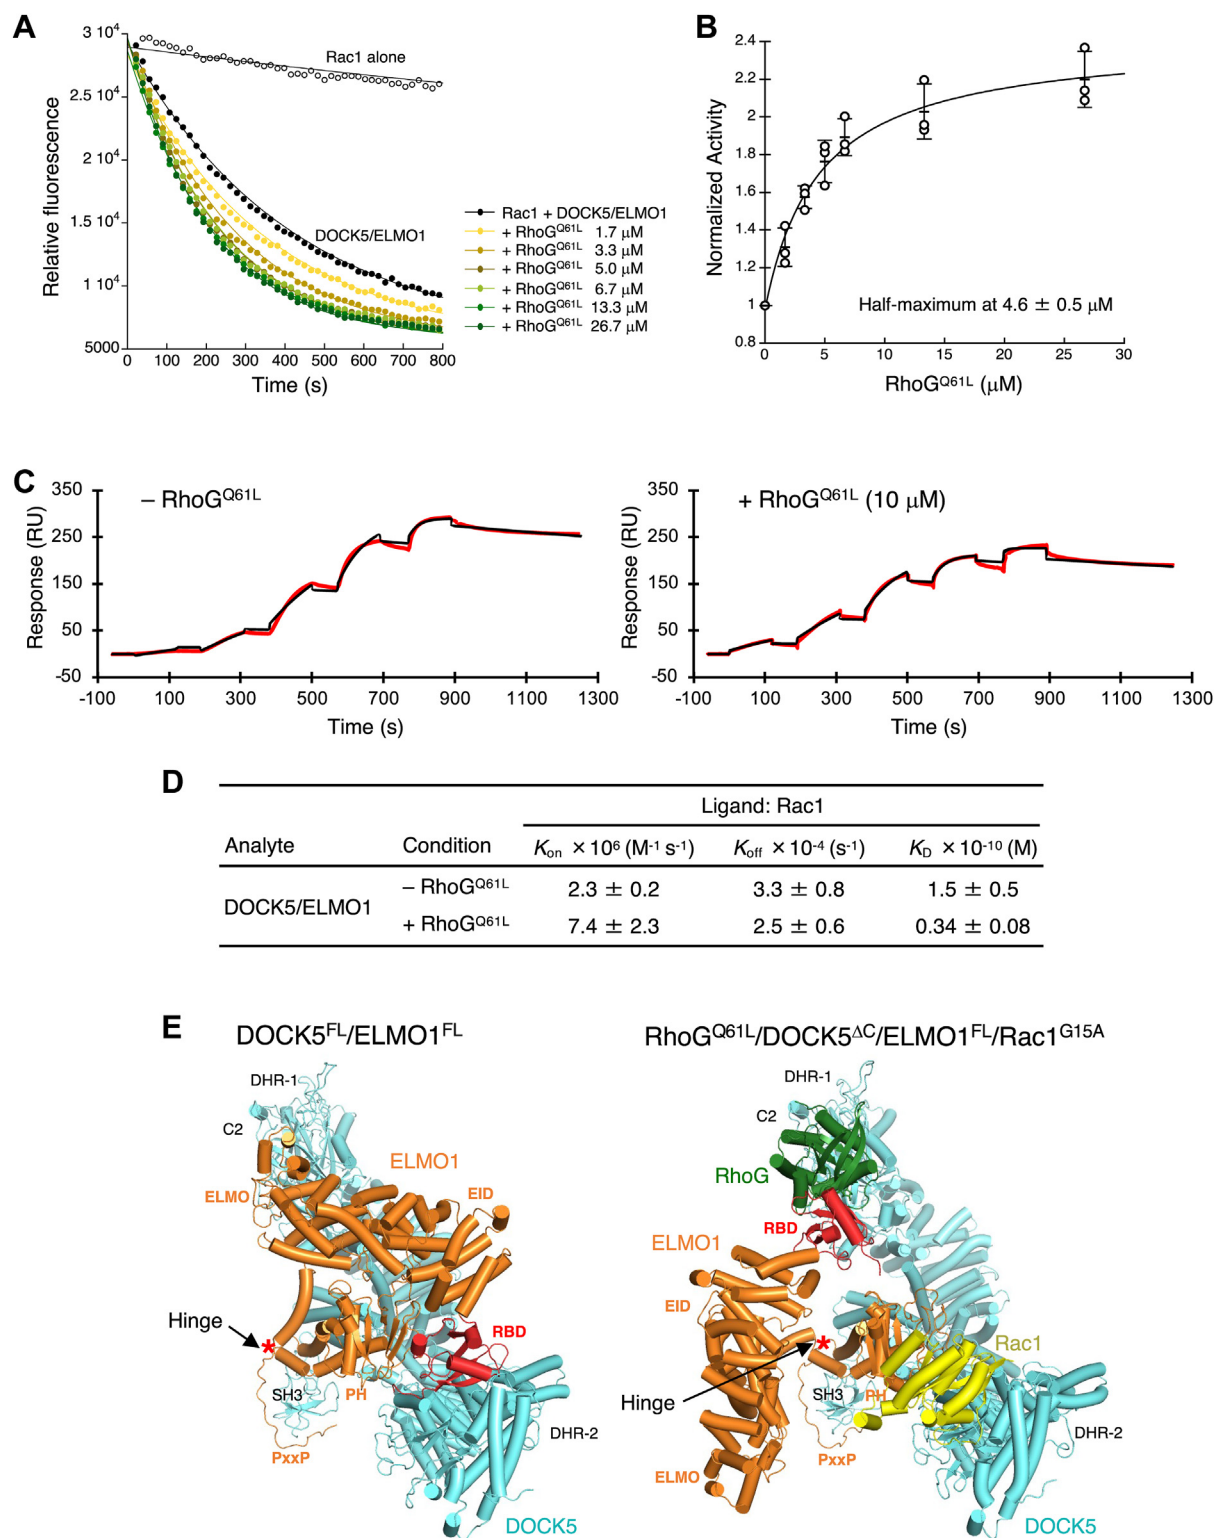 A
Relative fluorescence
3 10⁴
2.5 10⁴
2 10⁴
1.5 10⁴
1 10⁴
5000
0 100 200 300 400 500 600 700 800
Time (s)
Rac1 alone
DOCK5/ELMO1
Rac1 + DOCK5/ELMO1
+ RhoG^Q61L 1.7 μM
+ RhoG^Q61L 3.3 μM
+ RhoG^Q61L 5.0 μM
+ RhoG^Q61L 6.7 μM
+ RhoG^Q61L 13.3 μM
+ RhoG^Q61L 26.7 μM
B
Normalized Activity
2.4
2.2
2
1.8
1.6
1.4
1.2
1
0.8
0 5 10 15 20 25 30
RhoG^Q61L (μM)
Half-maximum at 4.6 ± 0.5 μM
C
– RhoG^Q61L
Response (RU)
350
250
150
50
-50
-100 100 300 500 700 900 1100 1300
Time (s)
+ RhoG^Q61L (10 μM)
Response (RU)
350
250
150
50
-50
-100 100 300 500 700 900 1100 1300
Time (s)
D
Ligand: Rac1
Analyte Condition K_on ×10⁶ (M⁻¹ s⁻¹) K_off ×10⁻⁴ (s⁻¹) K_D ×10⁻¹⁰ (M)
DOCK5/ELMO1
– RhoG^Q61L 2.3 ± 0.2 3.3 ± 0.8 1.5 ± 0.5
+ RhoG^Q61L 7.4 ± 2.3 2.5 ± 0.6 0.34 ± 0.08
E
DOCK5^FL/ELMO1^FL
DHR-1
C2
ELMO1
ELMO
EID
Hinge
*
RBD
SH3
PH
PxxP
DHR-2
DOCK5
RhoG^Q61L/DOCK5^ΔC/ELMO1^FL/Rac1^G15A
DHR-1
C2
RhoG
RBD
ELMO1
EID
*
Rac1
Hinge
SH3
PH
PxxP
DHR-2
ELMO
DOCK5